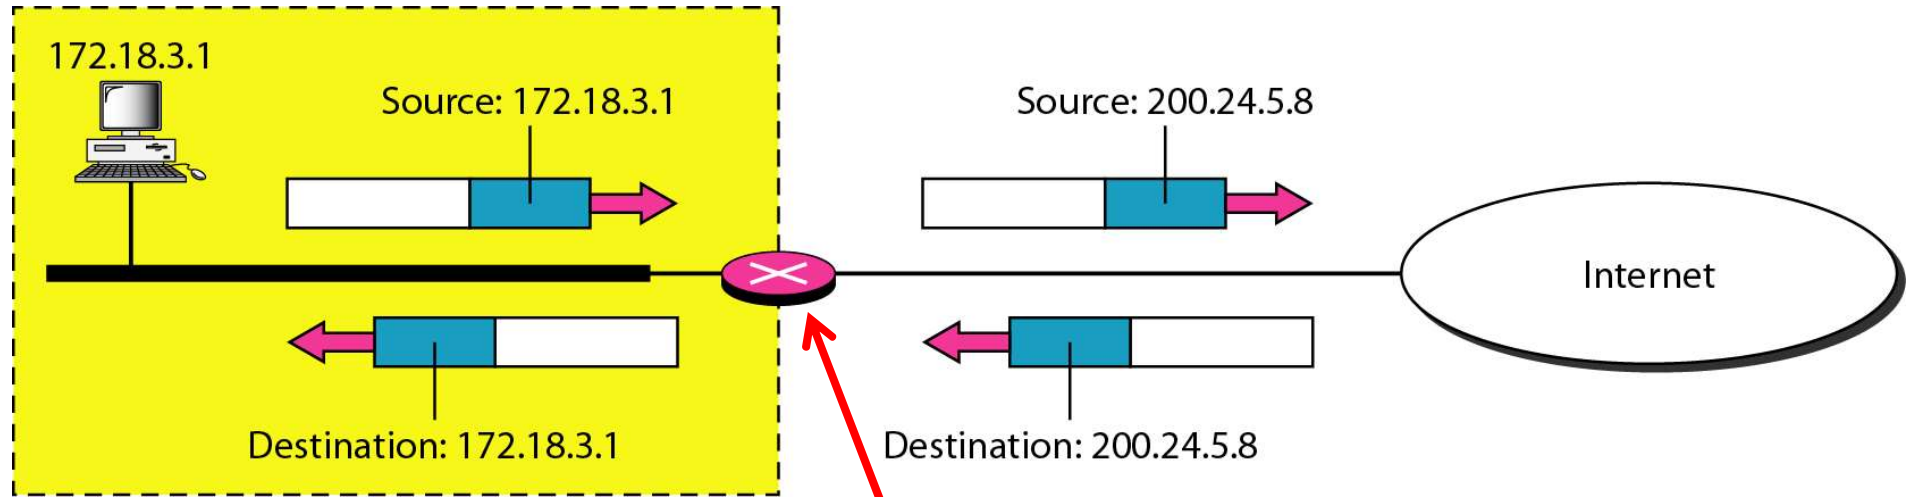 172.18.3.1
Source: 172.18.3.1
Source: 200.24.5.8
Internet
Destination: 172.18.3.1
Destination: 200.24.5.8